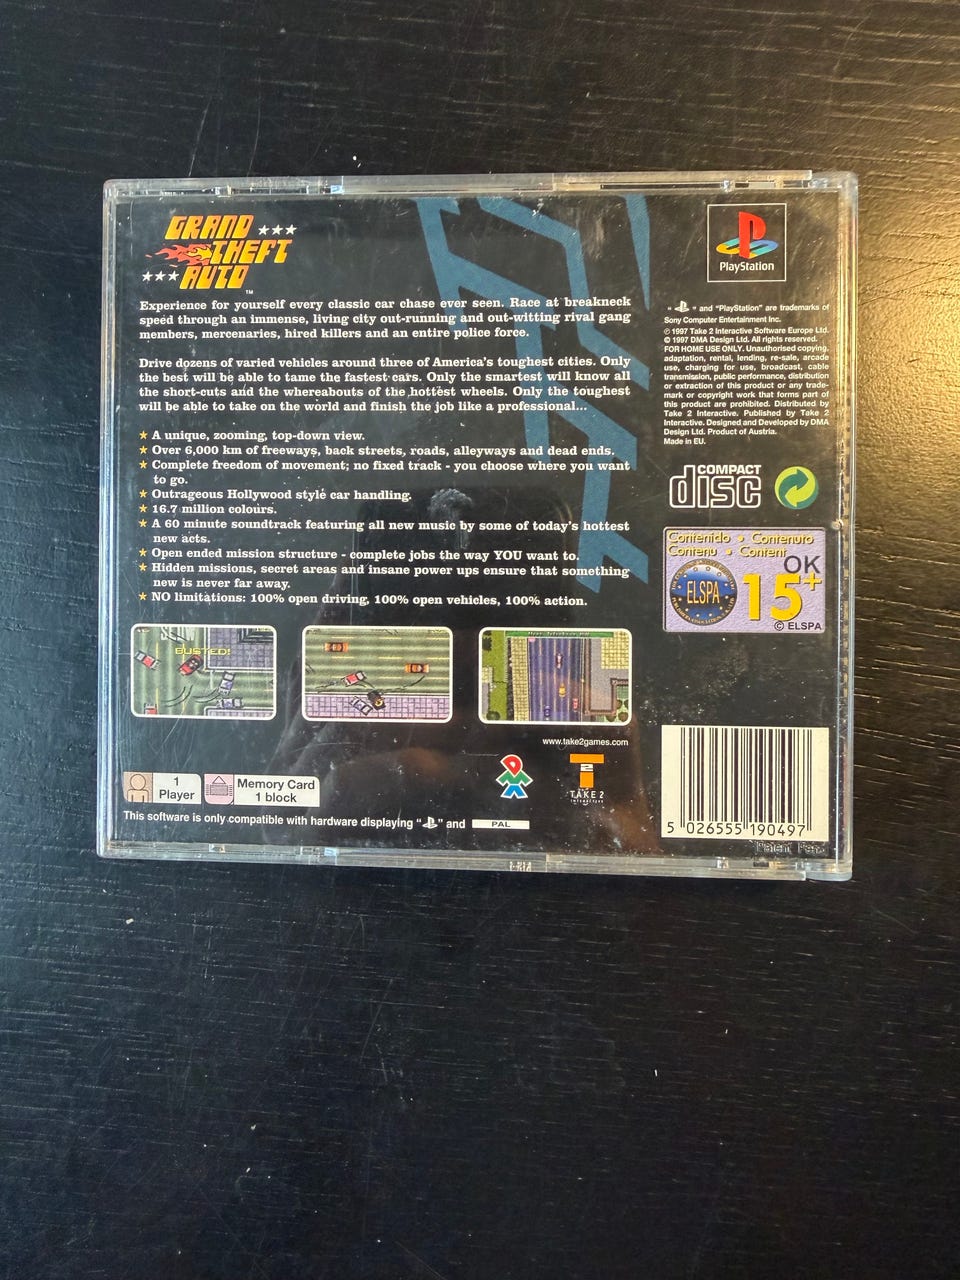 GRAND
THEFT
AUTO
TM
Experience for yourself every classic car chase ever seen. Race at breakneck
speed through an immense, living city out-running and out-witting rival gang
members, mercenaries, hired killers and an entire police force.
Drive dozens of varied vehicles around three of America's toughest cities. Only
the best will be able to tame the fastest cars. Only the smartest will know all
the short-cuts and the whereabouts of the hottest wheels. Only the toughest
will be able to take on the world and finish the job like a professional...
A unique, zooming, top-down view.
Over 6,000 km of freeways, back streets, roads, alleyways and dead ends.
Complete freedom of movement; no fixed track - you choose where you want
to go.
Outrageous Hollywood style car handling.
16.7 million colours.
A 60 minute soundtrack featuring all new music by some of today's hottest
new acts.
Open ended mission structure - complete jobs the way YOU want to.
Hidden missions, secret areas and insane power ups ensure that something
new is never far away.
NO limitations: 100% open driving, 100% open vehicles, 100% action.
BUSTED!
www.take2games.com
1
Player
Memory Card
1 block
D
M
A
T2
TAKE 2
INTERACTIVE
This software is only compatible with hardware displaying " " and PAL
PlayStation
" " and "PlayStation" are trademarks of
Sony Computer Entertainment Inc.
© 1997 Take 2 Interactive Software Europe Ltd.
© 1997 DMA Design Ltd. All rights reserved.
FOR HOME USE ONLY. Unauthorised copying,
adaptation, rental, lending, re-sale, arcade
use, charging for use, broadcast, cable
transmission, public performance, distribution
or extraction of this product or any trade-
mark or copyright work that forms part of
this product are prohibited. Distributed by
Take 2 Interactive. Published by Take 2
Interactive. Designed and Developed by DMA
Design Ltd. Product of Austria.
Made in EU.
COMPACT
disc
Contenido • Contenuto
Contenu • Content
OK
ELSPA
15+
© ELSPA
5 026555 190497
Patent Pen.